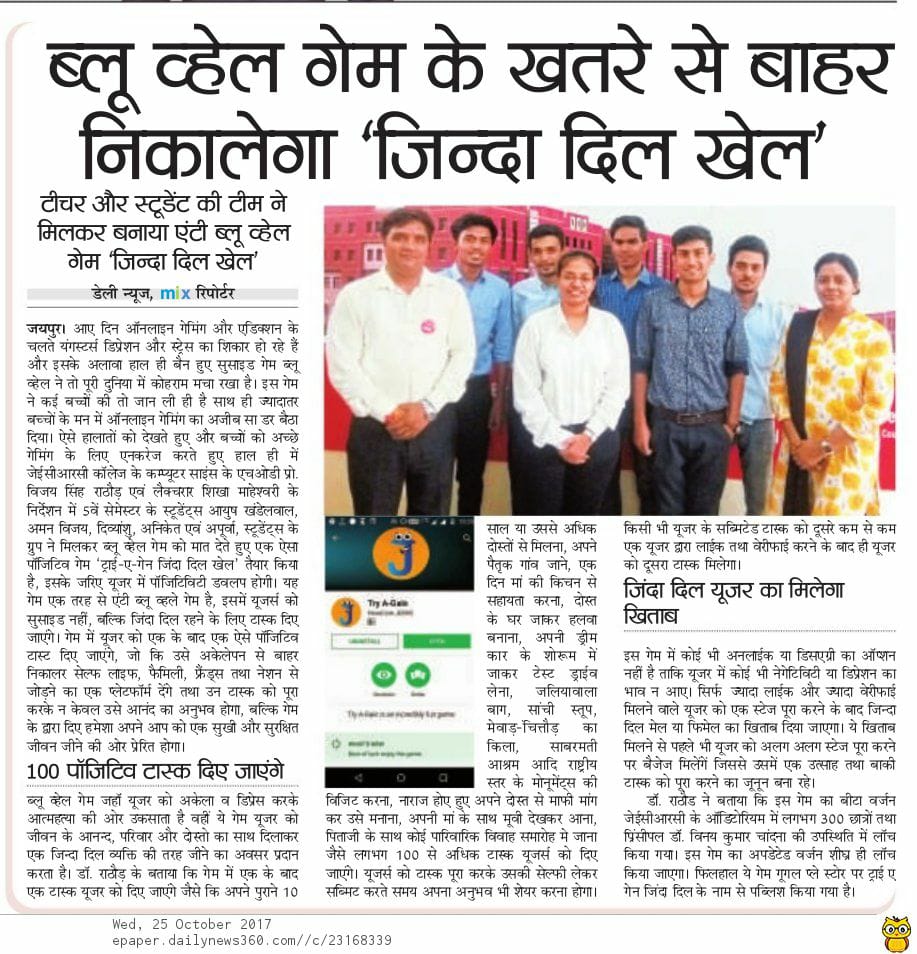 ब्लू व्हेल गेम के खतरे से बाहर
निकालेगा ‘जिन्दा दिल खेल’
टीचर और स्टूडेंट की टीम ने
मिलकर बनाया एंटी ब्लू व्हेल
गेम ‘जिन्दा दिल खेल’
डेली न्यूज, mix रिपोर्टर
जयपुर। आए दिन ऑनलाइन गेमिंग और एडिक्शन के
चलते यंगस्टर्स डिप्रेशन और स्ट्रेस का शिकार हो रहे हैं
और इसके अलावा हाल ही बैन हुए सुसाइड गेम ब्लू
व्हेल ने तो पूरी दुनिया में कोहराम मचा रखा है। इस गेम
ने कई बच्चों की तो जान ली ही है साथ ही ज्यादातर
बच्चों के मन में ऑनलाइन गेमिंग का अजीब सा डर बैठा
दिया। ऐसे हालातों को देखते हुए और बच्चों को अच्छे
गेमिंग के लिए एनकरेज करते हुए हाल ही में
जेईसीआरसी कॉलेज के कम्प्यूटर साइंस के एचओडी प्रो.
विजय सिंह राठौड़ एवं लैक्चरार शिखा माहेश्वरी के
निर्देशन में 5वें सेमेस्टर के स्टूडेंट्स आयुष खंडेलवाल,
अमन विजय, दिव्यांशु, अनिकेत एवं अपूर्वा, स्टूडेंट्स के
ग्रुप ने मिलकर ब्लू व्हेल गेम को मात देते हुए एक ऐसा
पॉजिटिव गेम ‘ट्राई-ए-गेन जिंदा दिल खेल’ तैयार किया
है, इसके जरिए यूजर में पॉजिटिविटी डवलप होगी। यह
गेम एक तरह से एंटी ब्लू व्हले गेम है, इसमें यूजर्स को
सुसाइड नहीं, बल्कि जिंदा दिल रहने के लिए टास्क दिए
जाएंगे। गेम में यूजर को एक के बाद एक ऐसे पॉजिटिव
टास्ट दिए जाएंगे, जो कि उसे अकेलेपन से बाहर
निकालर सेल्फ लाइफ, फैमिली, फ्रैंड्स तथा नेशन से
जोड़ने का एक प्लेटफॉर्म देंगे तथा उन टास्क को पूरा
करके न केवल उसे आनंद का अनुभव होगा, बल्कि गेम
के द्वारा दिए हमेशा अपने आप को एक सुखी और सुरक्षित
जीवन जीने की ओर प्रेरित होगा।
100 पॉजिटिव टास्क दिए जाएंगे
ब्लू व्हेल गेम जहॉ यूजर को अकेला व डिप्रेस करके
आत्महत्या की ओर उकसाता है वहीं ये गेम यूजर को
जीवन के आनन्द, परिवार और दोस्तो का साथ दिलाकर
एक जिन्दा दिल व्यक्ति की तरह जीने का अवसर प्रदान
करता है। डॉ. राठौड़ के बताया कि गेम में एक के बाद
एक टास्क यूजर को दिए जाएंगे जैसे कि अपने पुराने 10
Try A-Gain
UNINSTALL
OPEN
Try A-Gain is an incredibly fun game
WHAT'S NEW
साल या उससे अधिक
दोस्तों से मिलना, अपने
पैतृक गांव जाने, एक
दिन मां की किचन से
सहायता करना, दोस्त
के घर जाकर हलवा
बनाना, अपनी ड्रीम
कार के शोरूम में
जाकर टेस्ट ड्राईव
लेना, जलियावाला
बाग, सांची स्तूप,
मेवाड़-चित्तौड़ का
किला, साबरमती
आश्रम आदि राष्ट्रीय
स्तर के मोनूमेंट्स की
विजिट करना, नाराज होए हुए अपने दोस्त से माफी मांग
कर उसे मनाना, अपनी मां के साथ मूवी देखकर आना,
पिताजी के साथ कोई पारिवारिक विवाह समारोह मे जाना
जैसे लगभग 100 से अधिक टास्क यूजर्स को दिए
जाएंगे। यूजर्स को टास्क पूरा करके उसकी सेल्फी लेकर
सब्मिट करते समय अपना अनुभव भी शेयर करना होगा।
किसी भी यूजर के सबमिटेड टास्क को दूसरे कम से कम
एक यूजर द्वारा लाईक तथा वेरीफाई करने के बाद ही यूजर
को दूसरा टास्क मिलेगा।
जिंदा दिल यूजर का मिलेगा
खिताब
इस गेम में कोई भी अनलाईक या डिसएग्री का ऑप्शन
नहीं है ताकि यूजर में कोई भी नेगेटिविटी या डिप्रेशन का
भाव न आए। सिर्फ ज्यादा लाईक और ज्यादा वेरीफाई
मिलने वाले यूजर को एक स्टेज पूरा करने के बाद जिन्दा
दिल मेल या फिमेल का खिताब दिया जाएगा। ये खिताब
मिलने से पहले भी यूजर को अलग अलग स्टेज पूरा करने
पर बैजेज मिलेंगें जिससे उसमें एक उत्साह तथा बाकी
टास्क को पूरा करने का जूनून बना रहे।
डॉ. राठौड ने बताया कि इस गेम का बीटा वर्जन
जेईसीआरसी के ऑडिटोरियम में लगभग 300 छात्रों तथा
प्रिंसिपल डॉ. विनय कुमार चांदना की उपस्थिति में लॉंच
किया गया। इस गेम का अपडेटेड वर्जन शीघ्र ही लॉंच
किया जाएगा। फिलहाल ये गेम गूगल प्ले स्टोर पर ट्राई ए
गेन जिंदा दिल के नाम से पब्लिश किया गया है।
Wed, 25 October 2017
epaper.dailynews360.com//c/23168339